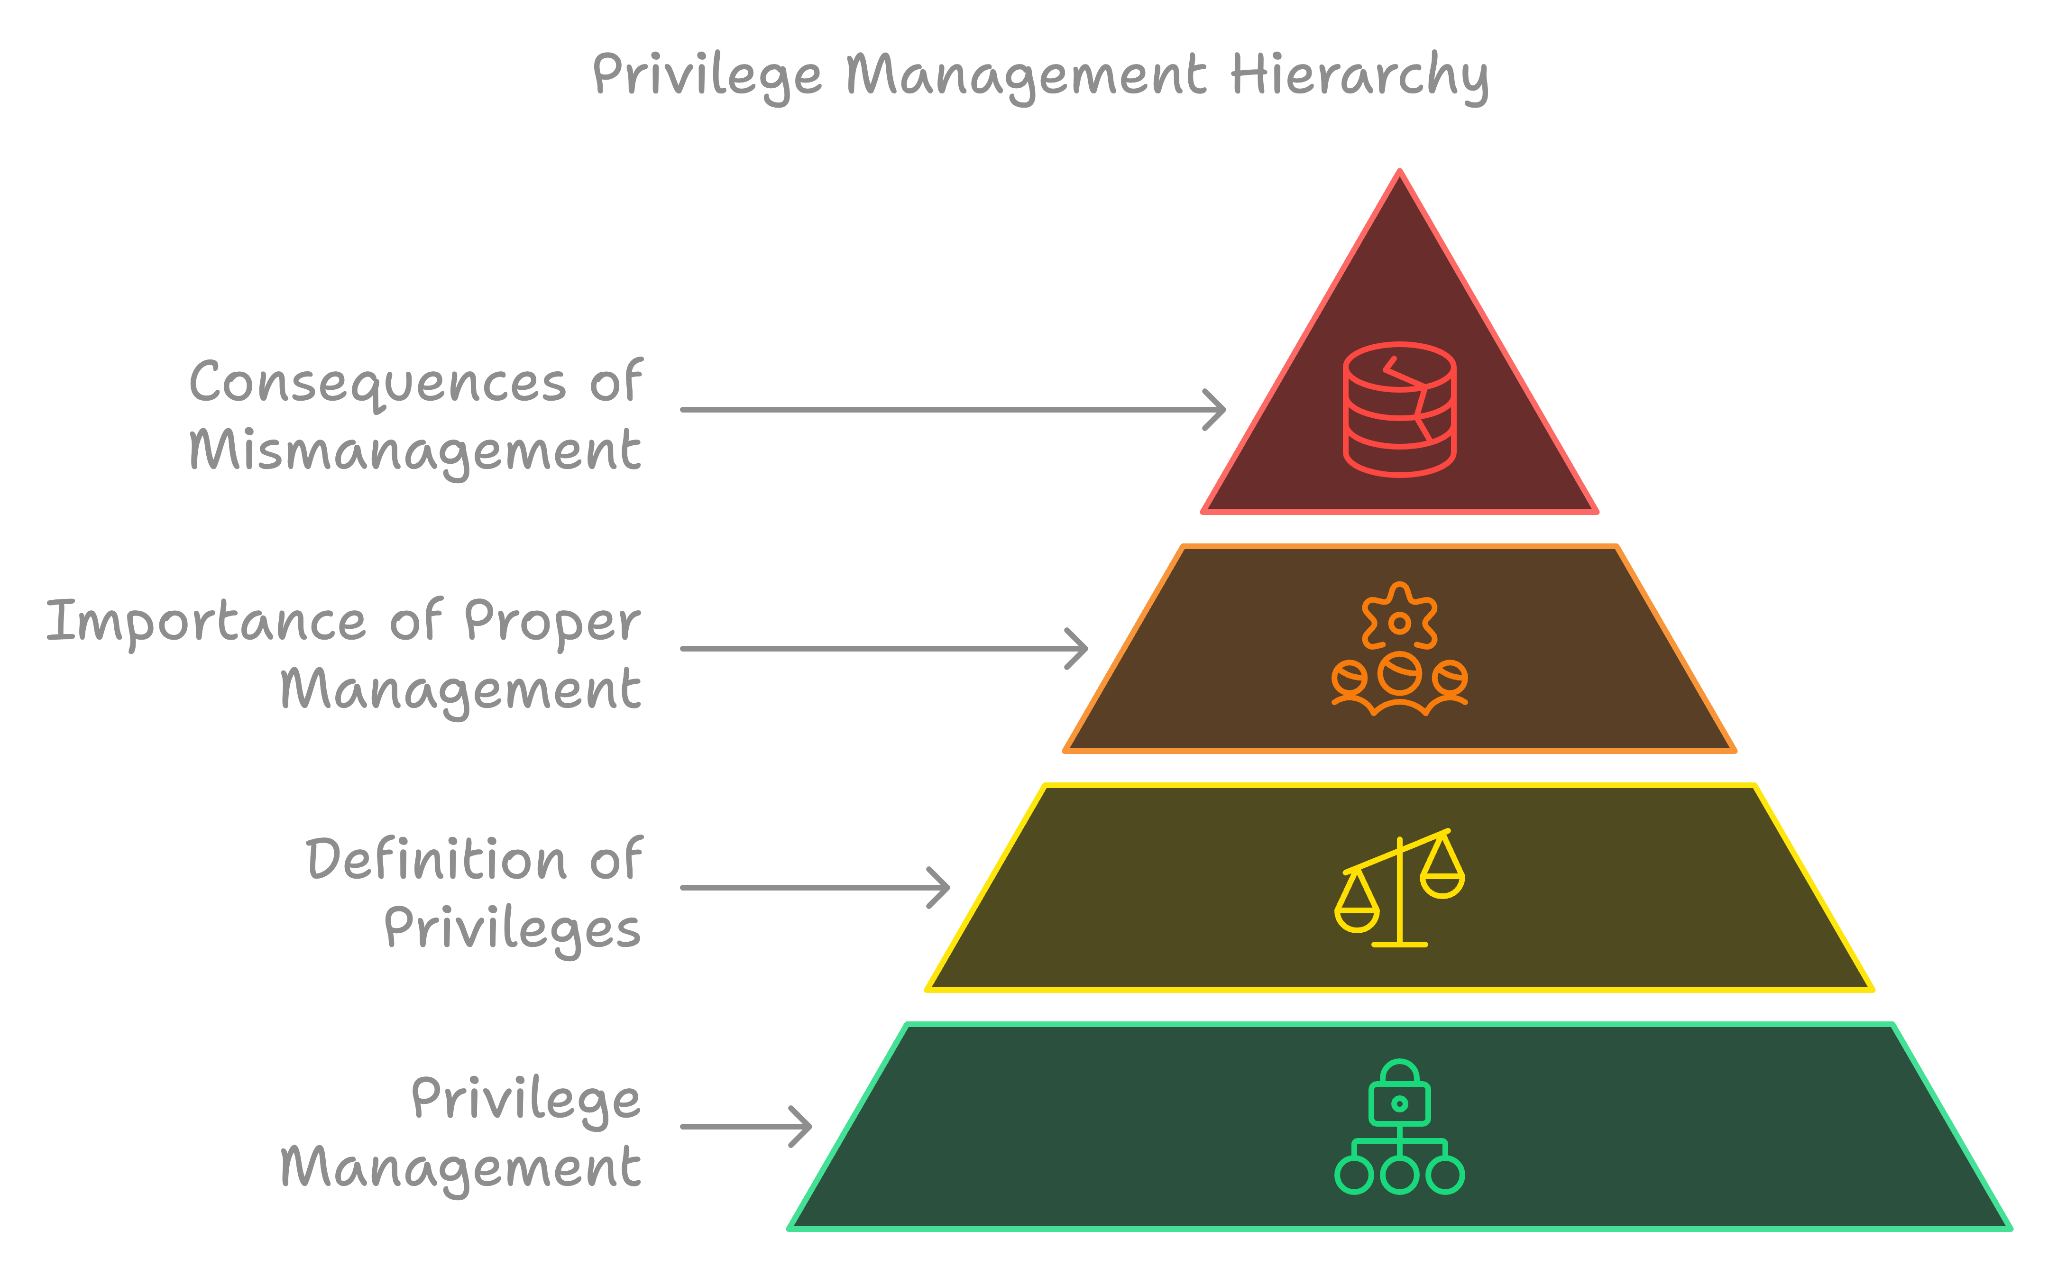 Privilege Management Hierarchy
Consequences of
Mismanagement
Importance of Proper
Management
Definition of
Privileges
Privilege
Management